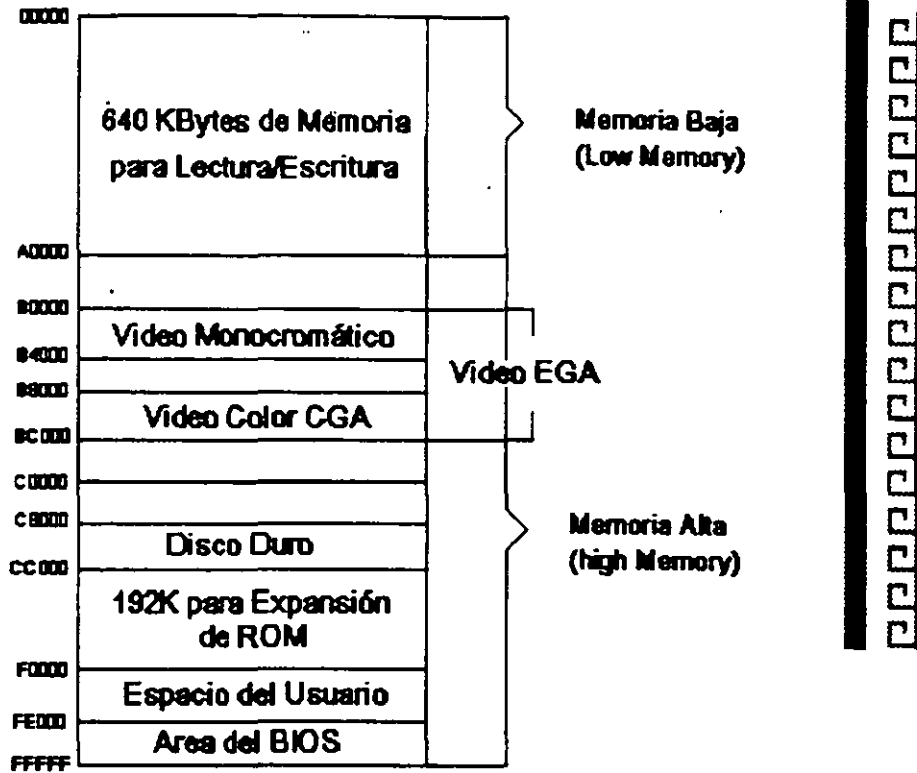 00000
640 KBytes de Memoria
para Lectura/Escritura
Memoria Baja
(Low Memory)
A0000
B0000
Video Monocromático
B4000
Video EGA
B8000
Video Color CGA
BC000
C0000
C8000
Disco Duro
Memoria Alta
(high Memory)
CC000
192K para Expansión
de ROM
F0000
Espacio del Usuario
FE000
Area del BIOS
FFFFF